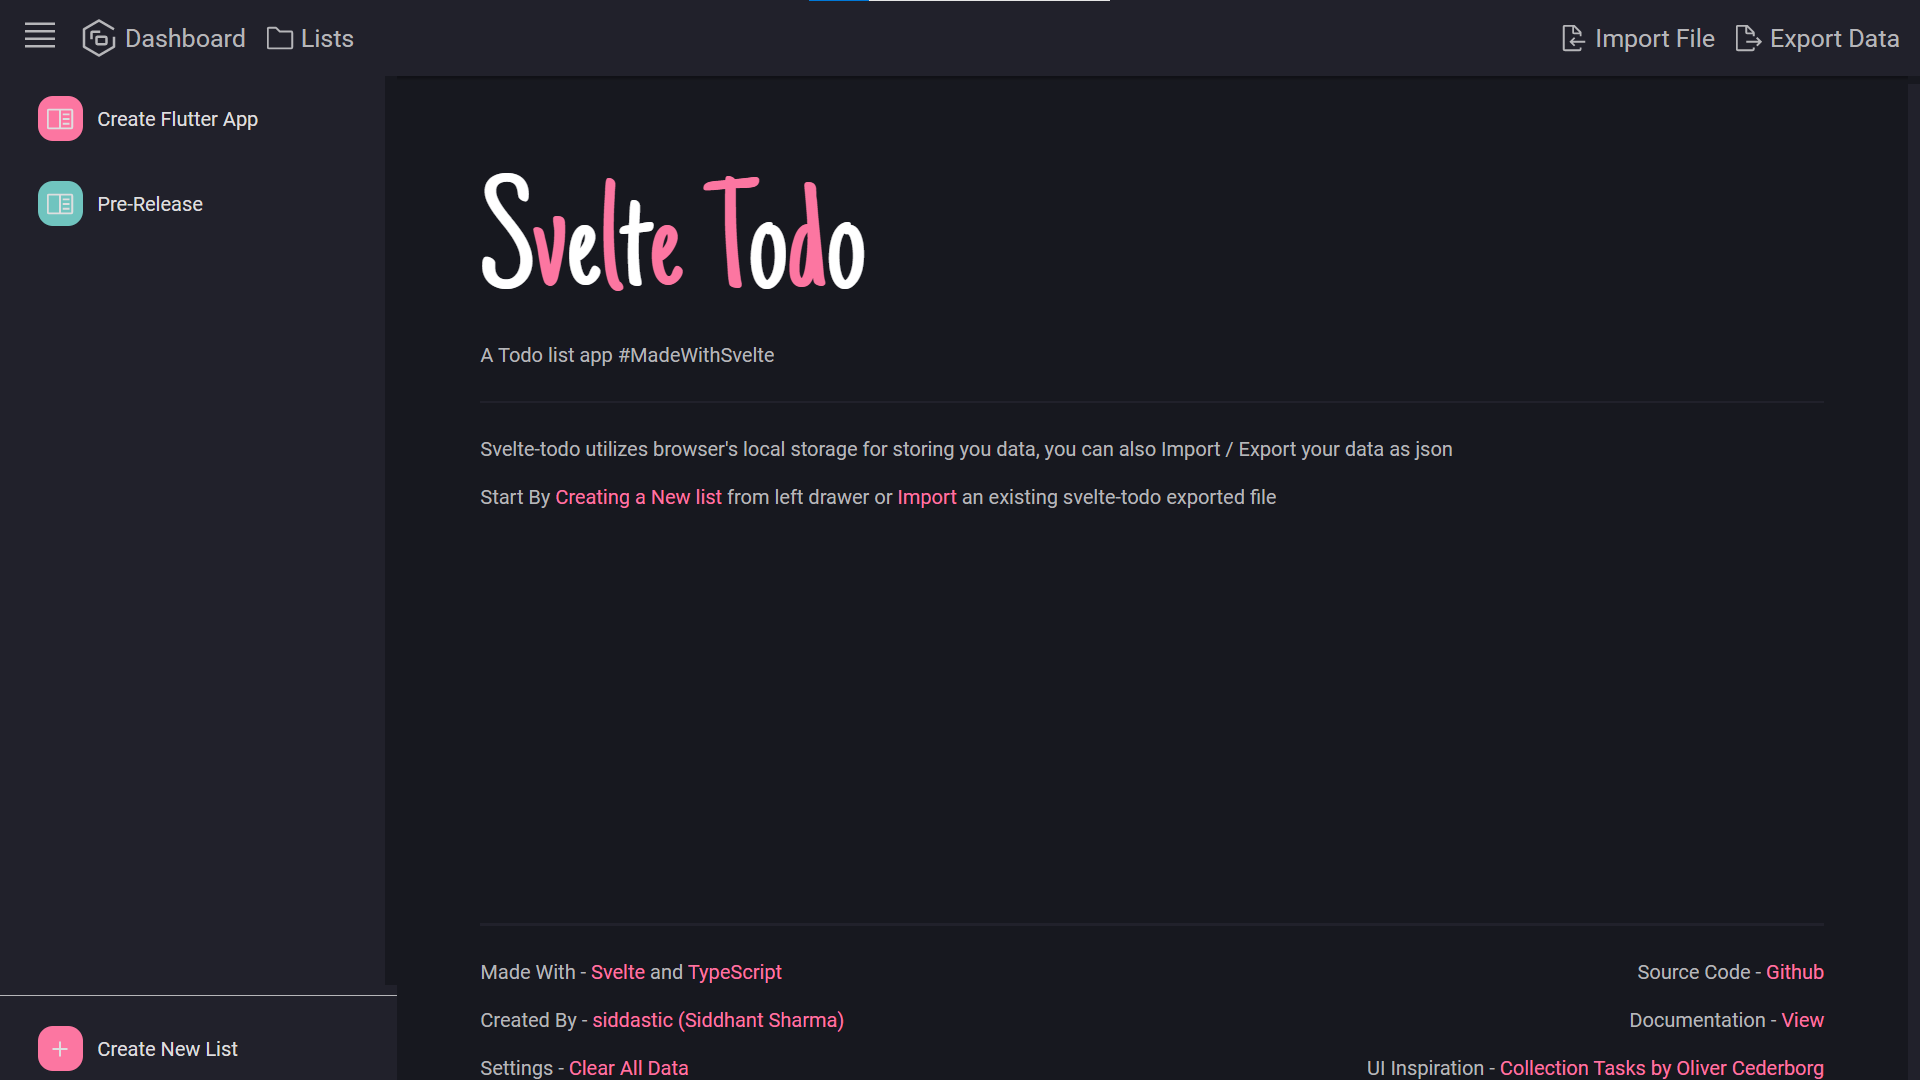 Dashboard Lists Import File Export Data
Create Flutter App
Pre-Release
Svelte Todo
A Todo list app #MadeWithSvelte
Svelte-todo utilizes browser's local storage for storing you data, you can also Import / Export your data as json
Start By Creating a New list from left drawer or Import an existing svelte-todo exported file
Made With - Svelte and TypeScript
Source Code - Github
Created By - siddastic (Siddhant Sharma)
Documentation - View
Settings - Clear All Data
UI Inspiration - Collection Tasks by Oliver Cederborg
Create New List